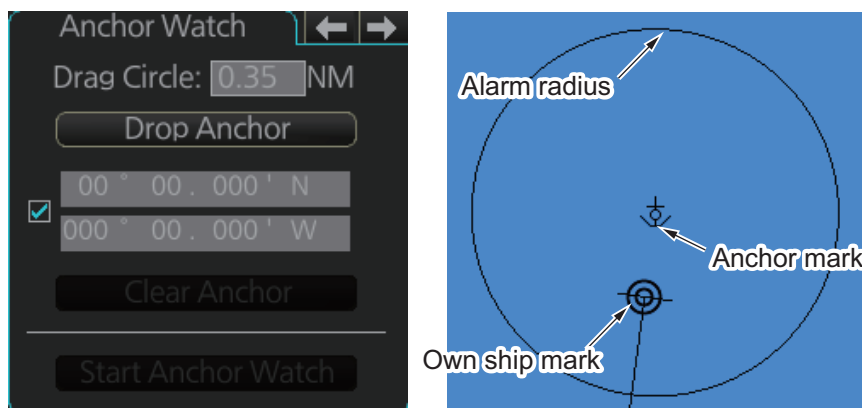 Anchor Watch
Drag Circle: 0.35 NM
Drop Anchor
00 ° 00 . 000 ' N
000 ° 00 . 000 ' W
Clear Anchor
Start Anchor Watch
Alarm radius
Anchor mark
Own ship mark